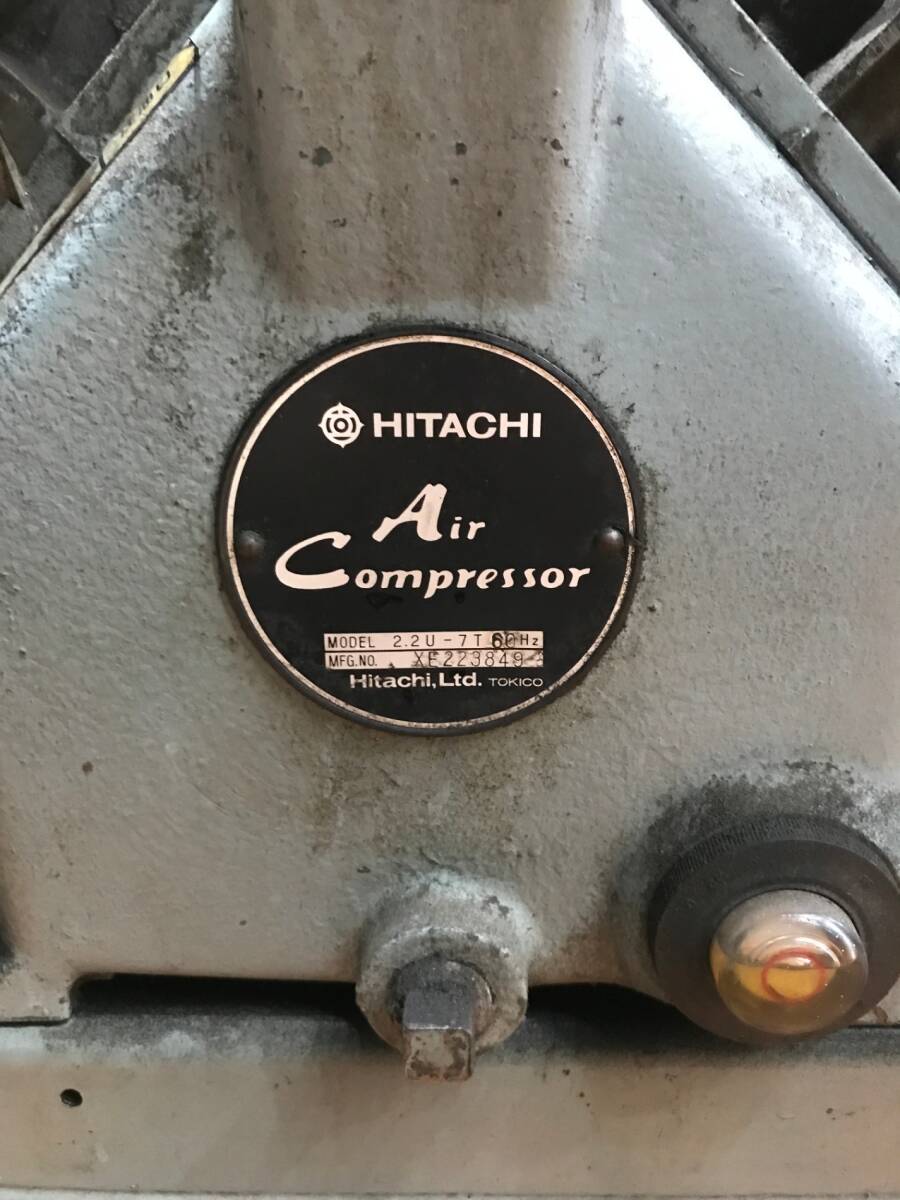 HITACHI
Air
Compressor
MODEL 2.2U-7T 60Hz
MFG.NO. XE223849
Hitachi,Ltd. TOKICO